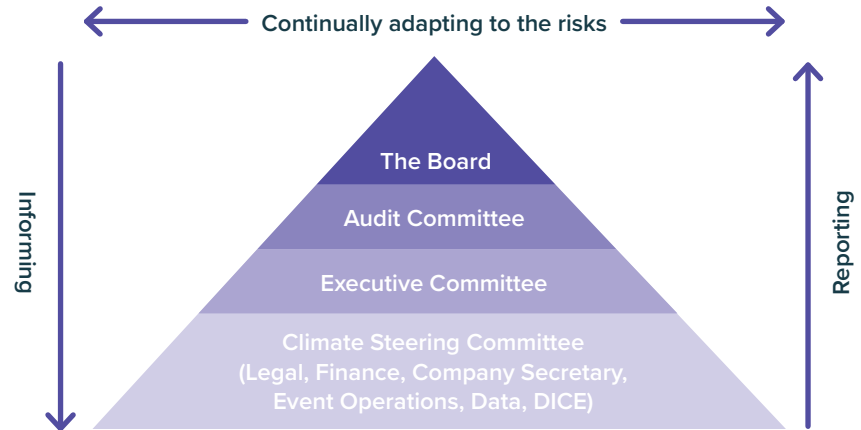 Continually adapting to the risks
Informing
The Board
Audit Committee
Executive Committee
Climate Steering Committee
(Legal, Finance, Company Secretary,
Event Operations, Data, DICE)
Reporting